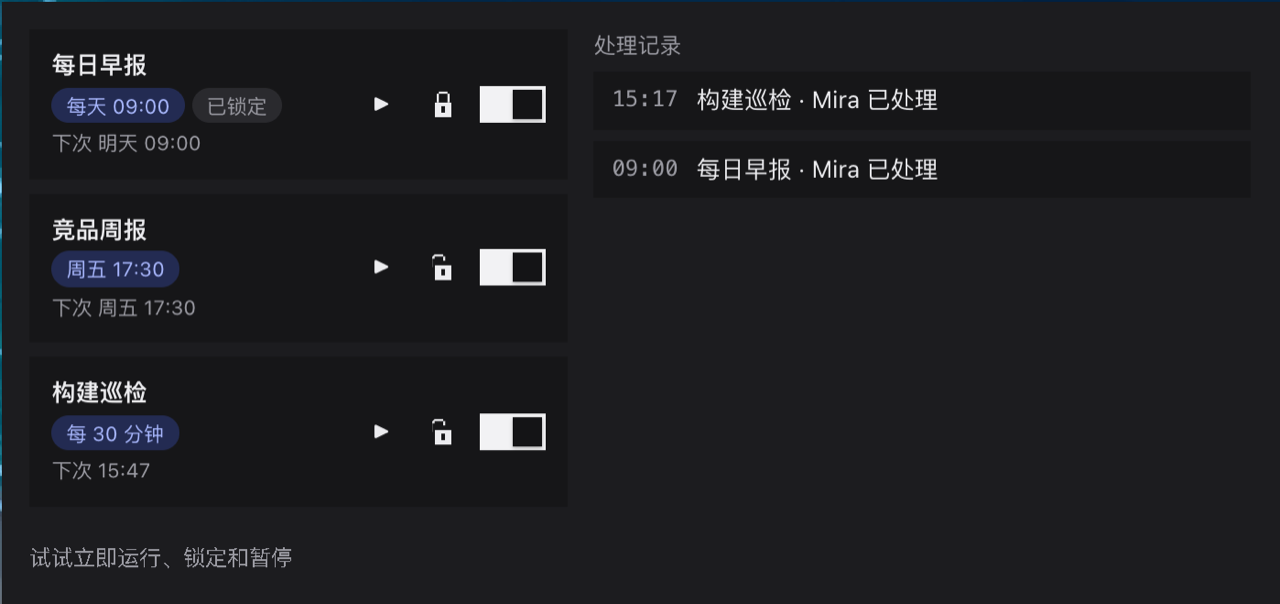 每日早报
每天 09:00 已锁定
下次 明天 09:00
竞品周报
周五 17:30
下次 周五 17:30
构建巡检
每 30 分钟
下次 15:47
试试立即运行、锁定和暂停
处理记录
15:17 构建巡检 · Mira 已处理
09:00 每日早报 · Mira 已处理